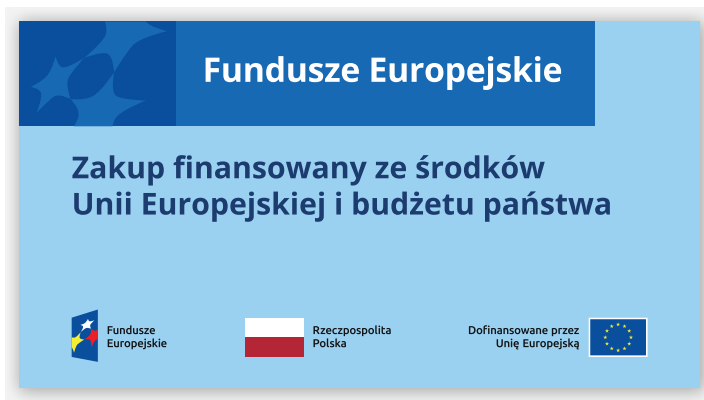 Fundusze Europejskie
Zakup finansowany ze środków
Unii Europejskiej i budżetu państwa
Fundusze
Europejskie
Rzeczpospolita
Polska
Dofinansowane przez
Unię Europejską